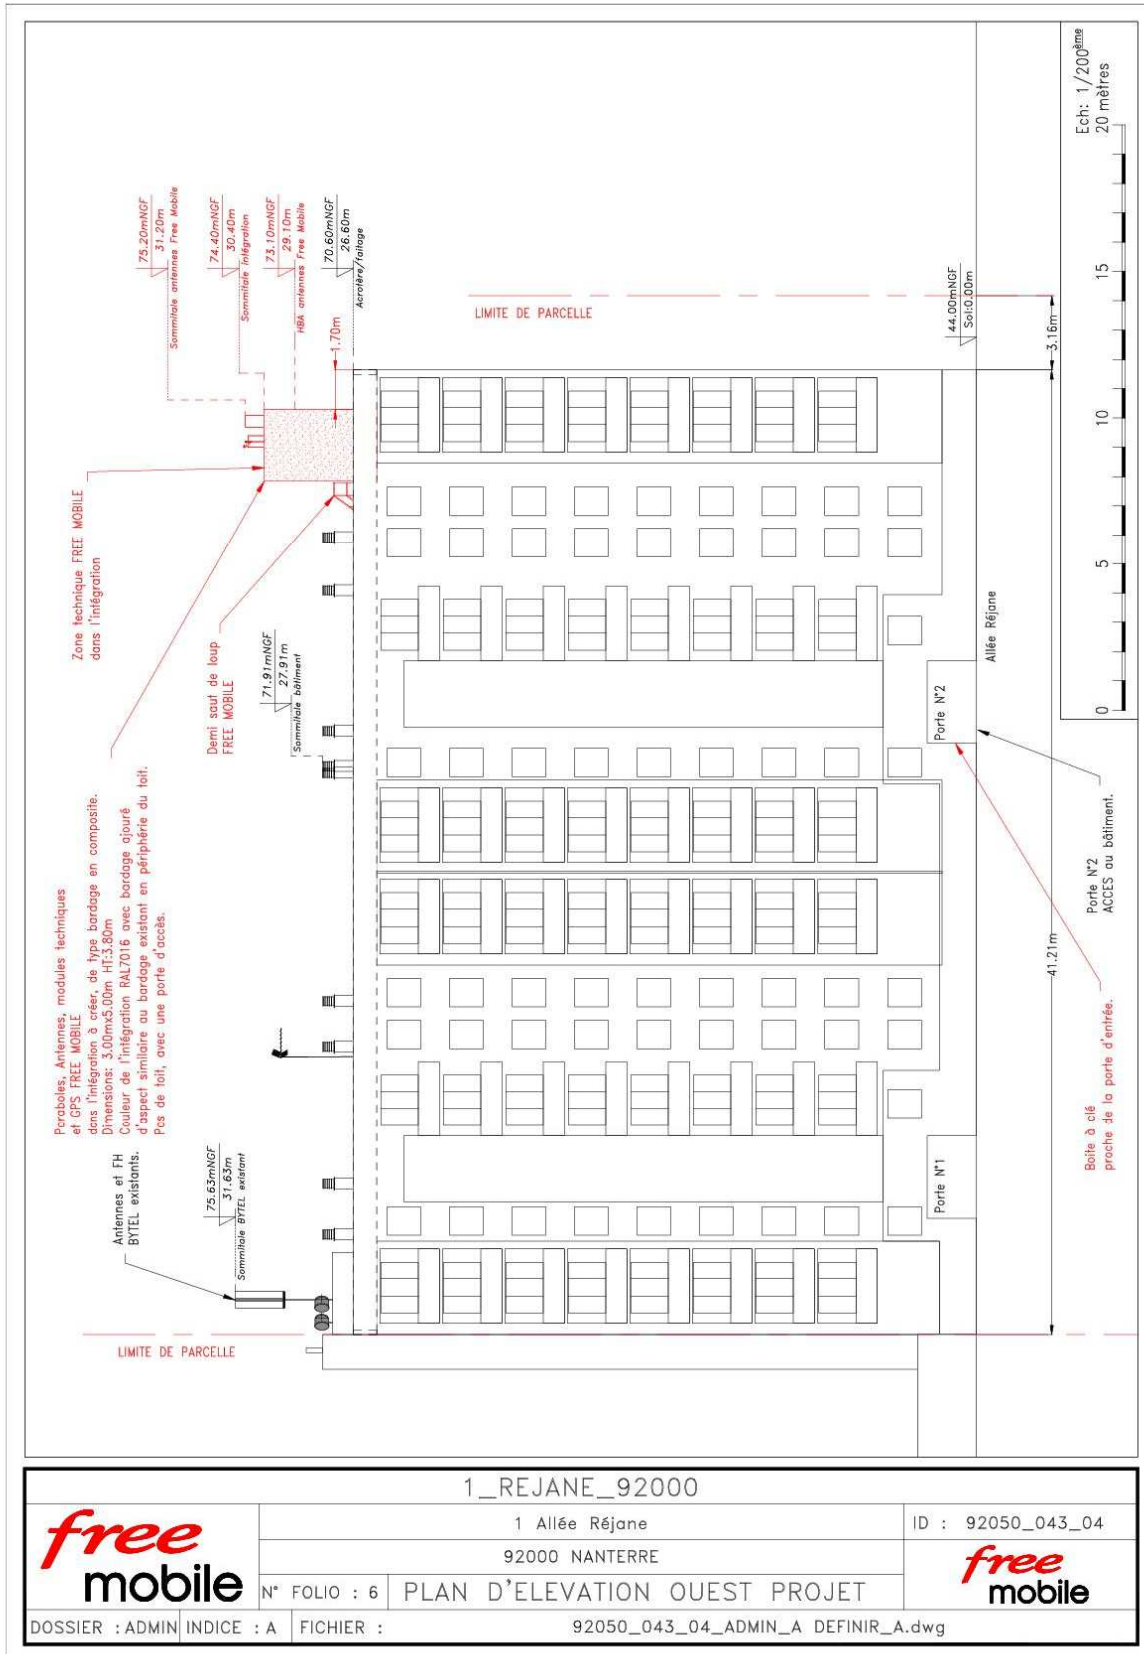 Ech: 1/200ème
20 mètres
0
5
10
15
75.20mNGF
31.20m
Sommitale antennes Free Mobile
74.40mNGF
30.40m
Sommitale intégration
73.10mNGF
29.10m
HBA antennes Free Mobile
70.60mNGF
26.60m
Acrotère/faitage
1.70m
LIMITE DE PARCELLE
44.00mNGF
Sol:0.00m
3.16m
Zone technique FREE MOBILE
dans l'intégration
Demi saut de loup
FREE MOBILE
71.91mNGF
27.91m
Sommitale bâtiment
Paraboles, Antennes, modules techniques
et GPS FREE MOBILE
dans l'intégration à créer, de type bardage en composite.
Dimensions: 3.00mx5.00m HT:3.80m
Couleur de l'intégration RAL7016 avec bardage ajouré
d'aspect similaire au bardage existant en périphérie du toit.
Pas de toit, avec une porte d'accès.
Antennes et FH
BYTEL existants.
75.63mNGF
31.63m
Sommitale BYTEL existant
LIMITE DE PARCELLE
Allée Réjane
Porte N°2
Porte N°2
ACCES au bâtiment.
41.21m
Boite à clé
proche de la porte d'entrée.
Porte N°1
1_REJANE_92000
free
mobile
1 Allée Réjane
ID : 92050_043_04
92000 NANTERRE
free
mobile
N° FOLIO : 6
PLAN D'ELEVATION OUEST PROJET
DOSSIER : ADMIN
INDICE : A
FICHIER :
92050_043_04_ADMIN_A DEFINIR_A.dwg